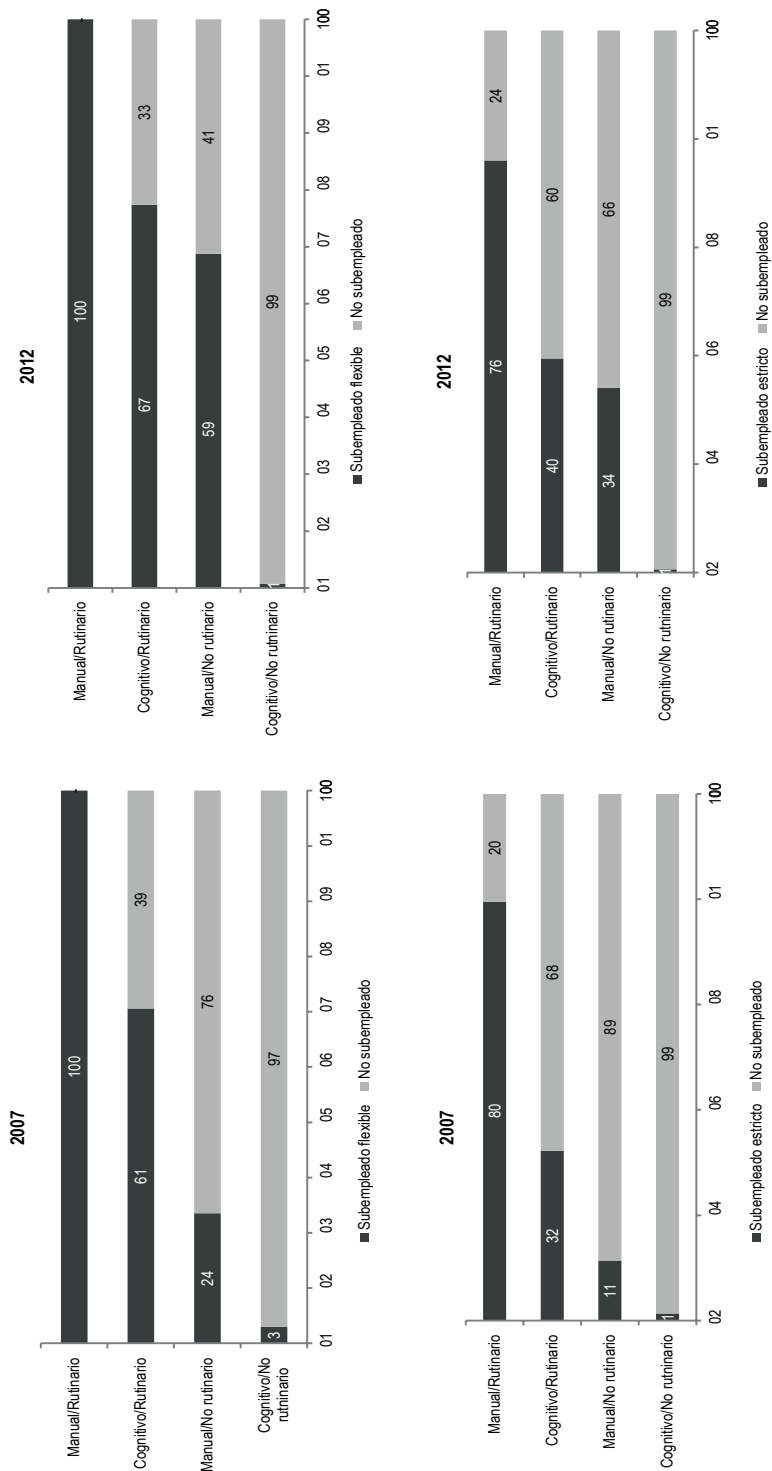 2007
Manual/Rutinario
100
Cognitivo/Rutinario
61
39
Manual/No rutinario
24
76
Cognitivo/No
rutninario
3
97
01 02 03 04 05 06 07 08 09 01 100
Subempleado flexible No subempleado
2012
Manual/Rutinario
100
Cognitivo/Rutinario
67
33
Manual/No rutinario
59
41
Cognitivo/No rutninario
1
99
01 02 03 04 05 06 07 08 09 01 100
Subempleado flexible No subempleado
2007
Manual/Rutinario
80
20
Cognitivo/Rutinario
32
68
Manual/No rutinario
11
89
Cognitivo/No rutninario
1
99
02 04 06 08 01 100
Subempleado estricto No subempleado
2012
Manual/Rutinario
76
24
Cognitivo/Rutinario
40
60
Manual/No rutinario
34
66
Cognitivo/No rutninario
1
99
02 04 06 08 01 100
Subempleado estricto No subempleado